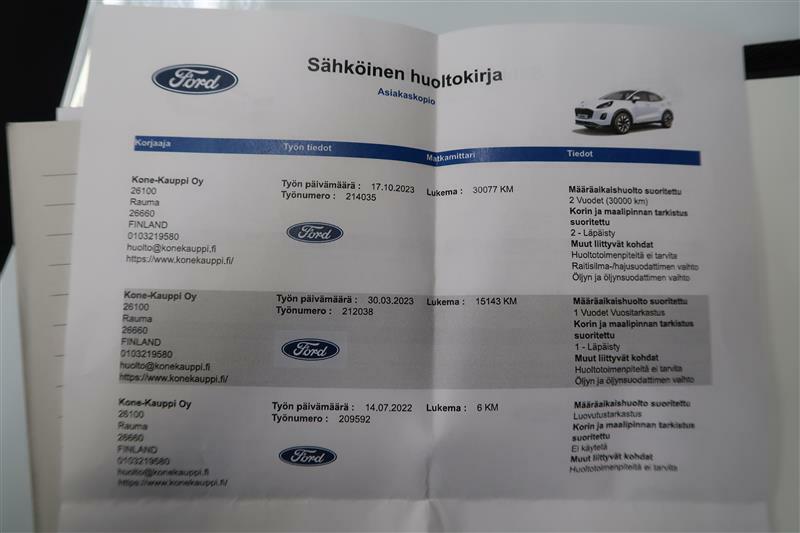 Ford
Sähköinen huoltokirja
Asiakaskopio
Korjaaja Työn tiedot Matkamittari Tiedot
Kone-Kauppi Oy
26100
Rauma
26660
FINLAND
0103219580
huolto@konekauppi.fi
https://www.konekauppi.fi/
Työn päivämäärä : 17.10.2023
Työnumero : 214035
Ford
Lukema : 30077 KM
Määräaikaishuolto suoritettu
2 Vuodet (30000 km)
Korin ja maalipinnan tarkistus
suoritettu
2 - Läpäisty
Muut liittyvät kohdat
Huoltotoimenpiteitä ei tarvita
Raitisilma-/hajusuodattimen vaihto
Öljyn ja öljynsuodattimen vaihto
Kone-Kauppi Oy
26100
Rauma
26660
FINLAND
0103219580
huolto@konekauppi.fi
https://www.konekauppi.fi/
Työn päivämäärä : 30.03.2023
Työnumero : 212038
Ford
Lukema : 15143 KM
Määräaikaishuolto suoritettu
1 Vuodet Vuositarkastus
Korin ja maalipinnan tarkistus
suoritettu
1 - Läpäisty
Muut liittyvät kohdat
Huoltotoimenpiteitä ei tarvita
Öljyn ja öljynsuodattimen vaihto
Kone-Kauppi Oy
26100
Rauma
26660
FINLAND
0103219580
huolto@konekauppi.fi
https://www.konekauppi.fi/
Työn päivämäärä : 14.07.2022
Työnumero : 209592
Ford
Lukema : 6 KM
Määräaikaishuolto suoritettu
Luovutustarkastus
Korin ja maalipinnan tarkistus
suoritettu
Ei käytetä
Muut liittyvät kohdat
Huoltotoimenpiteitä ei tarvita